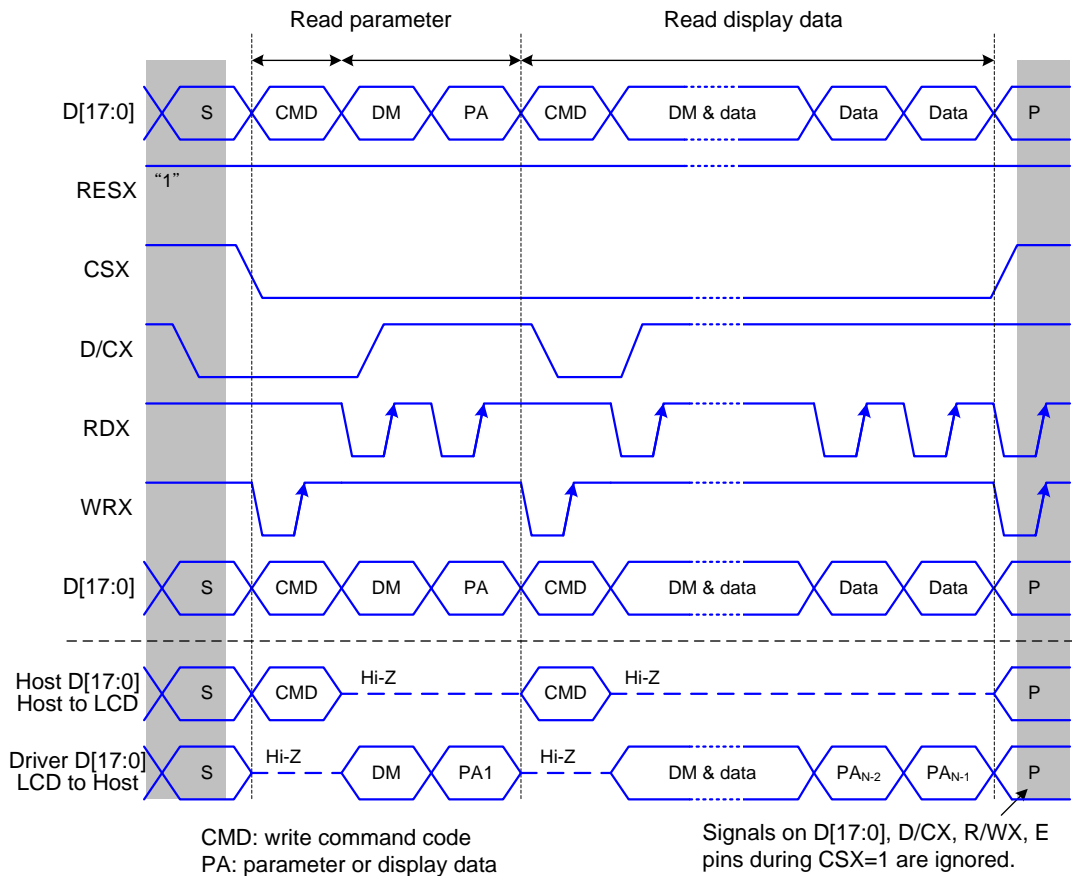 Read parameter
Read display data
D[17:0]
S
CMD
DM
PA
CMD
DM & data
Data
Data
P
RESX
“1”
CSX
D/CX
RDX
WRX
D[17:0]
S
CMD
DM
PA
CMD
DM & data
Data
Data
P
Host D[17:0]
Host to LCD
S
CMD
Hi-Z
CMD
Hi-Z
P
Driver D[17:0]
LCD to Host
S
Hi-Z
DM
PA1
Hi-Z
DM & data
PAN-2
PAN-1
P
CMD: write command code
PA: parameter or display data
Signals on D[17:0], D/CX, R/WX, E
pins during CSX=1 are ignored.